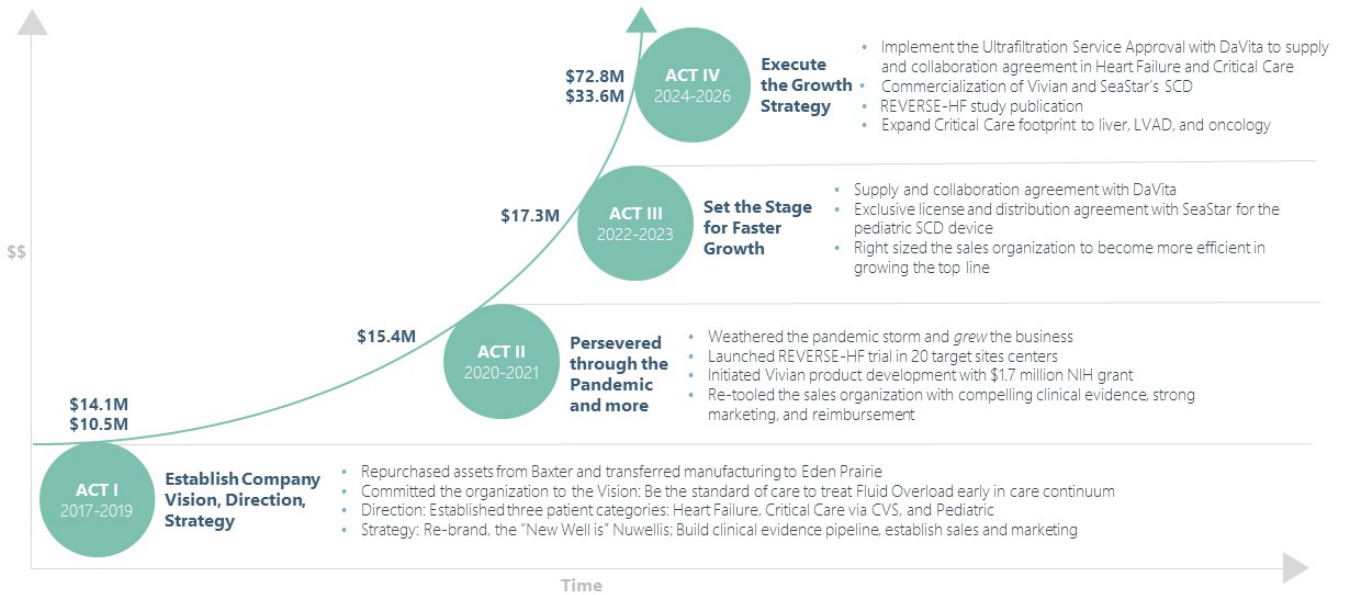 $72.8M
$33.6M
ACT IV
2024-2026
Execute
the Growth
Strategy
• Implement the Ultrafiltration Service Approval with DaVita to supply
and collaboration agreement in Heart Failure and Critical Care
• Commercialization of Vivian and SeaStar's SCD
• REVERSE-HF study publication
• Expand Critical Care footprint to liver, LVAD, and oncology
$17.3M
ACT III
2022-2023
Set the Stage
for Faster
Growth
• Supply and collaboration agreement with DaVita
• Exclusive license and distribution agreement with SeaStar for the
pediatric SCD device
• Right sized the sales organization to become more efficient in
growing the top line
$$
$15.4M
ACT II
2020-2021
Persevered
through the
Pandemic
and more
• Weathered the pandemic storm and grew the business
• Launched REVERSE-HF trial in 20 target sites centers
• Initiated Vivian product development with $1.7 million NIH grant
• Re-tooled the sales organization with compelling clinical evidence, strong
marketing, and reimbursement
$14.1M
$10.5M
ACT I
2017-2019
Establish Company
Vision, Direction,
Strategy
• Repurchased assets from Baxter and transferred manufacturing to Eden Prairie
• Committed the organization to the Vision: Be the standard of care to treat Fluid Overload early in care continuum
• Direction: Established three patient categories: Heart Failure, Critical Care via CVS, and Pediatric
• Strategy: Re-brand, the "New Well is" Nuwellis; Build clinical evidence pipeline, establish sales and marketing
Time